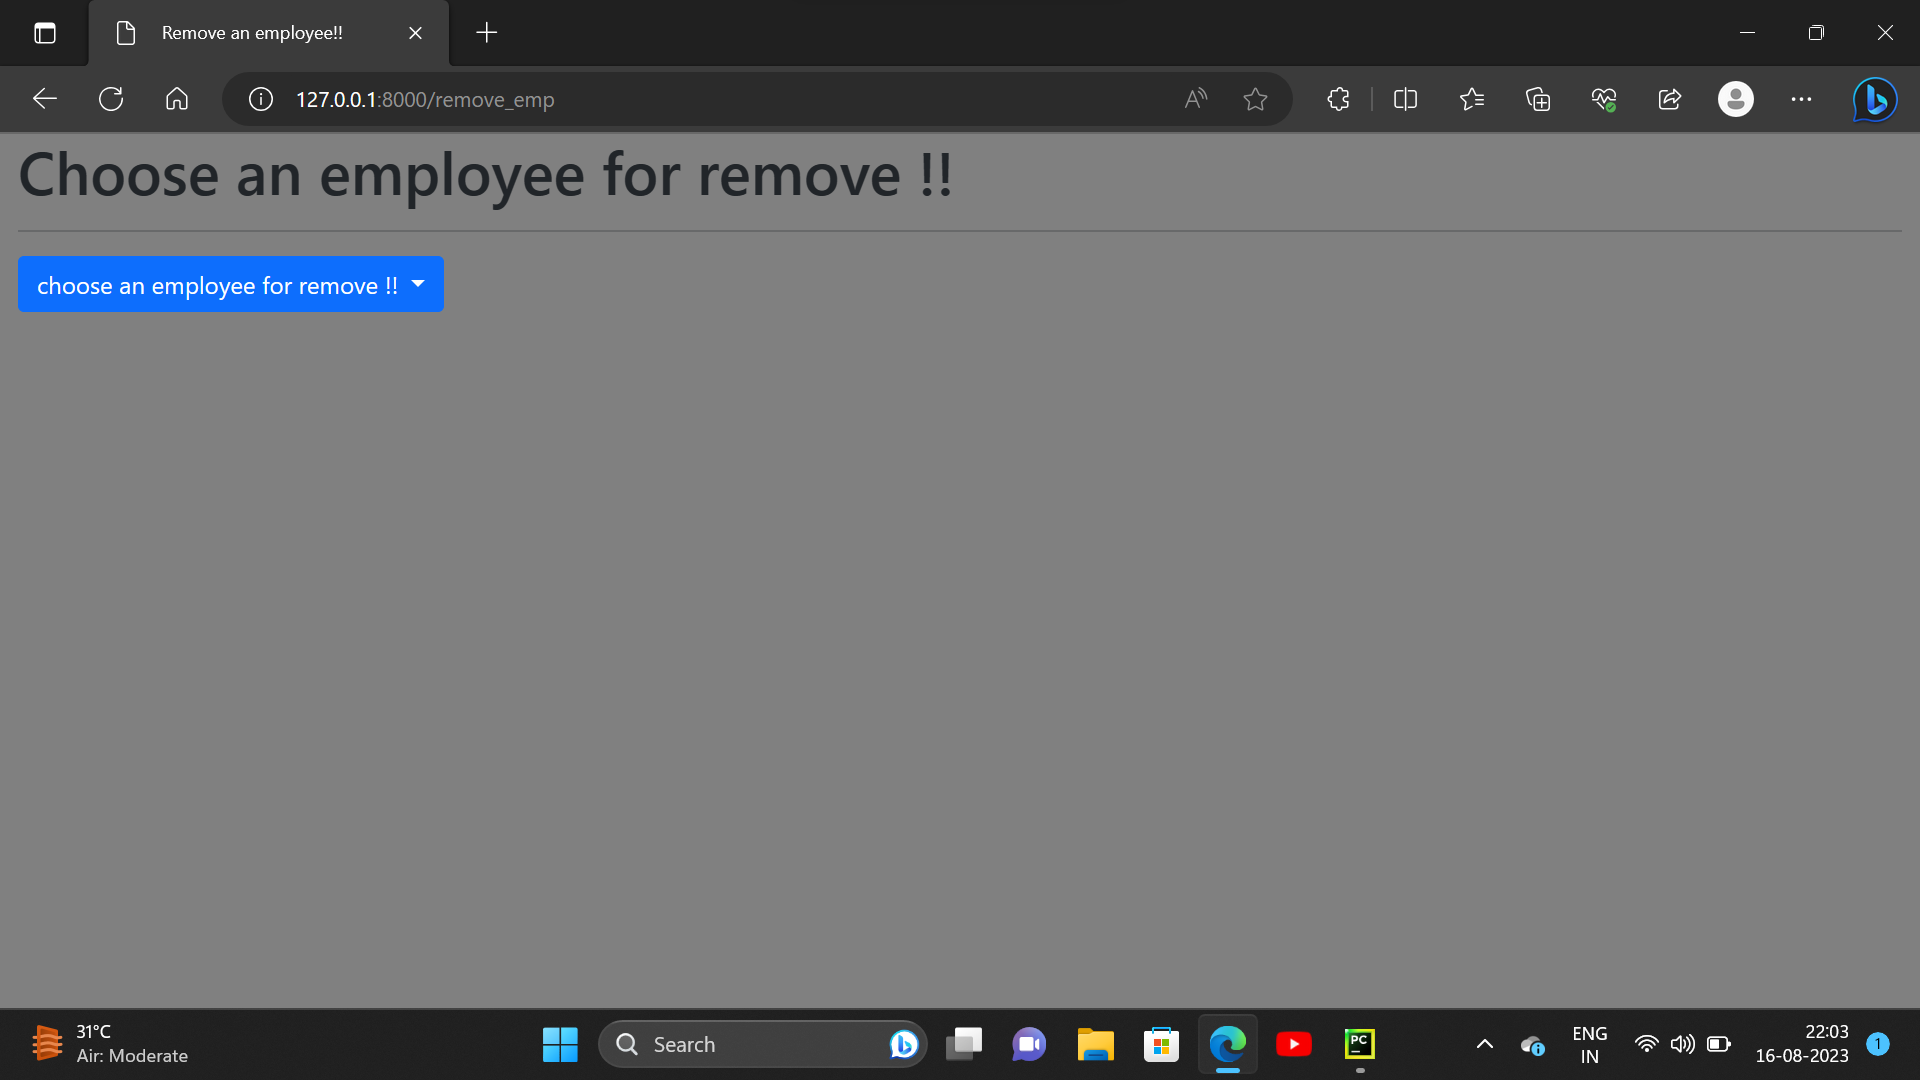 Remove an employee!!
127.0.0.1:8000/remove_emp
Choose an employee for remove !!
choose an employee for remove !!
31°C
Air: Moderate
Search
PC
ENG
IN
22:03
16-08-2023
1